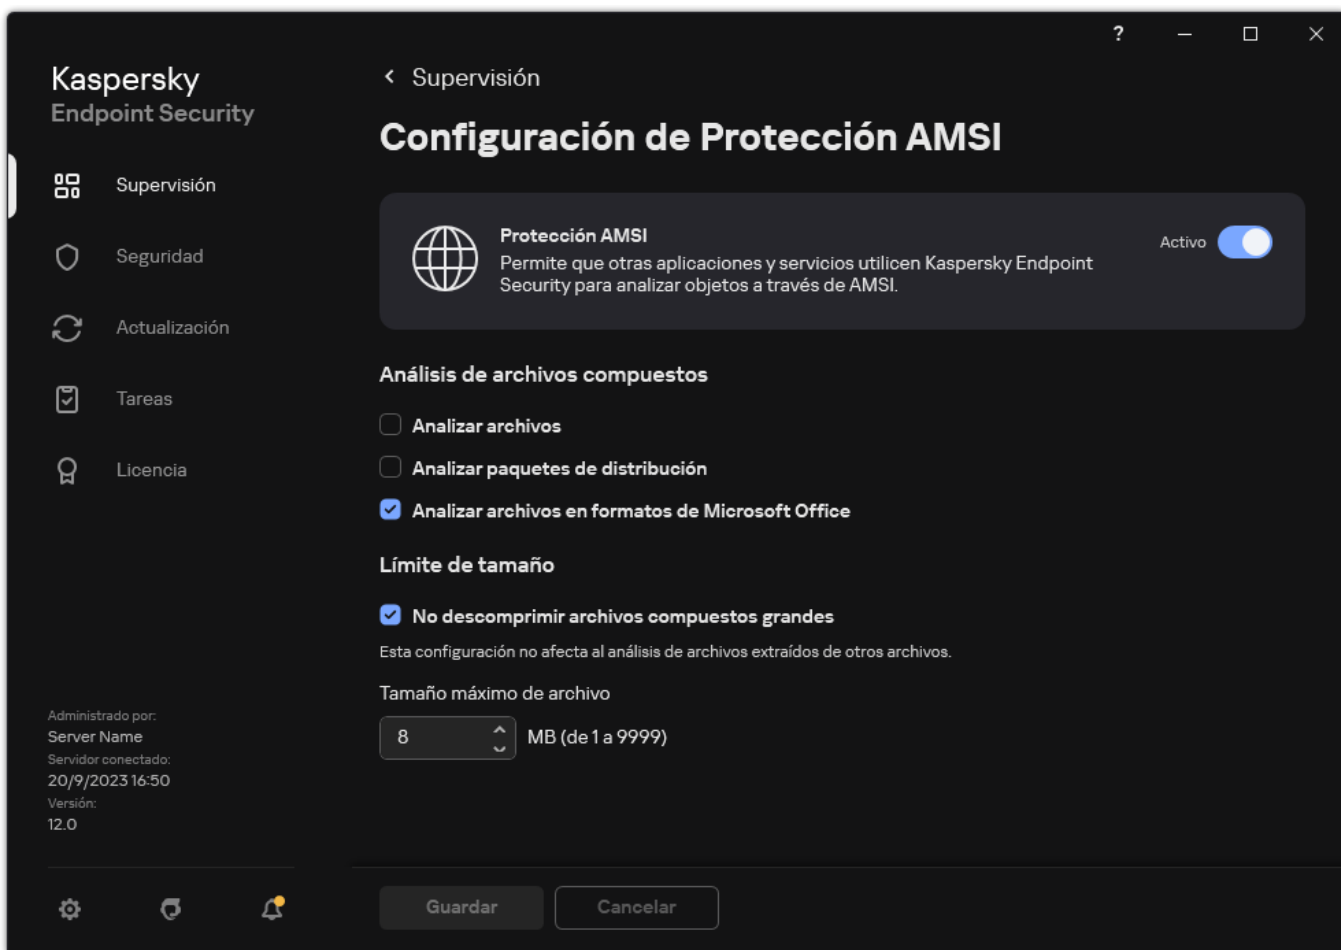 ?
Kaspersky
Endpoint Security
Supervisión
Seguridad
Actualización
Tareas
Licencia
Administrado por:
Server Name
Servidor conectado:
20/9/2023 16:50
Versión:
12.0
Supervisión
Configuración de Protección AMSI
Protección AMSI
Permite que otras aplicaciones y servicios utilicen Kaspersky Endpoint
Security para analizar objetos a través de AMSI.
Activo
Análisis de archivos compuestos
Analizar archivos
Analizar paquetes de distribución
Analizar archivos en formatos de Microsoft Office
Límite de tamaño
No descomprimir archivos compuestos grandes
Esta configuración no afecta al análisis de archivos extraídos de otros archivos.
Tamaño máximo de archivo
8 MB (de 1 a 9999)
Guardar Cancelar